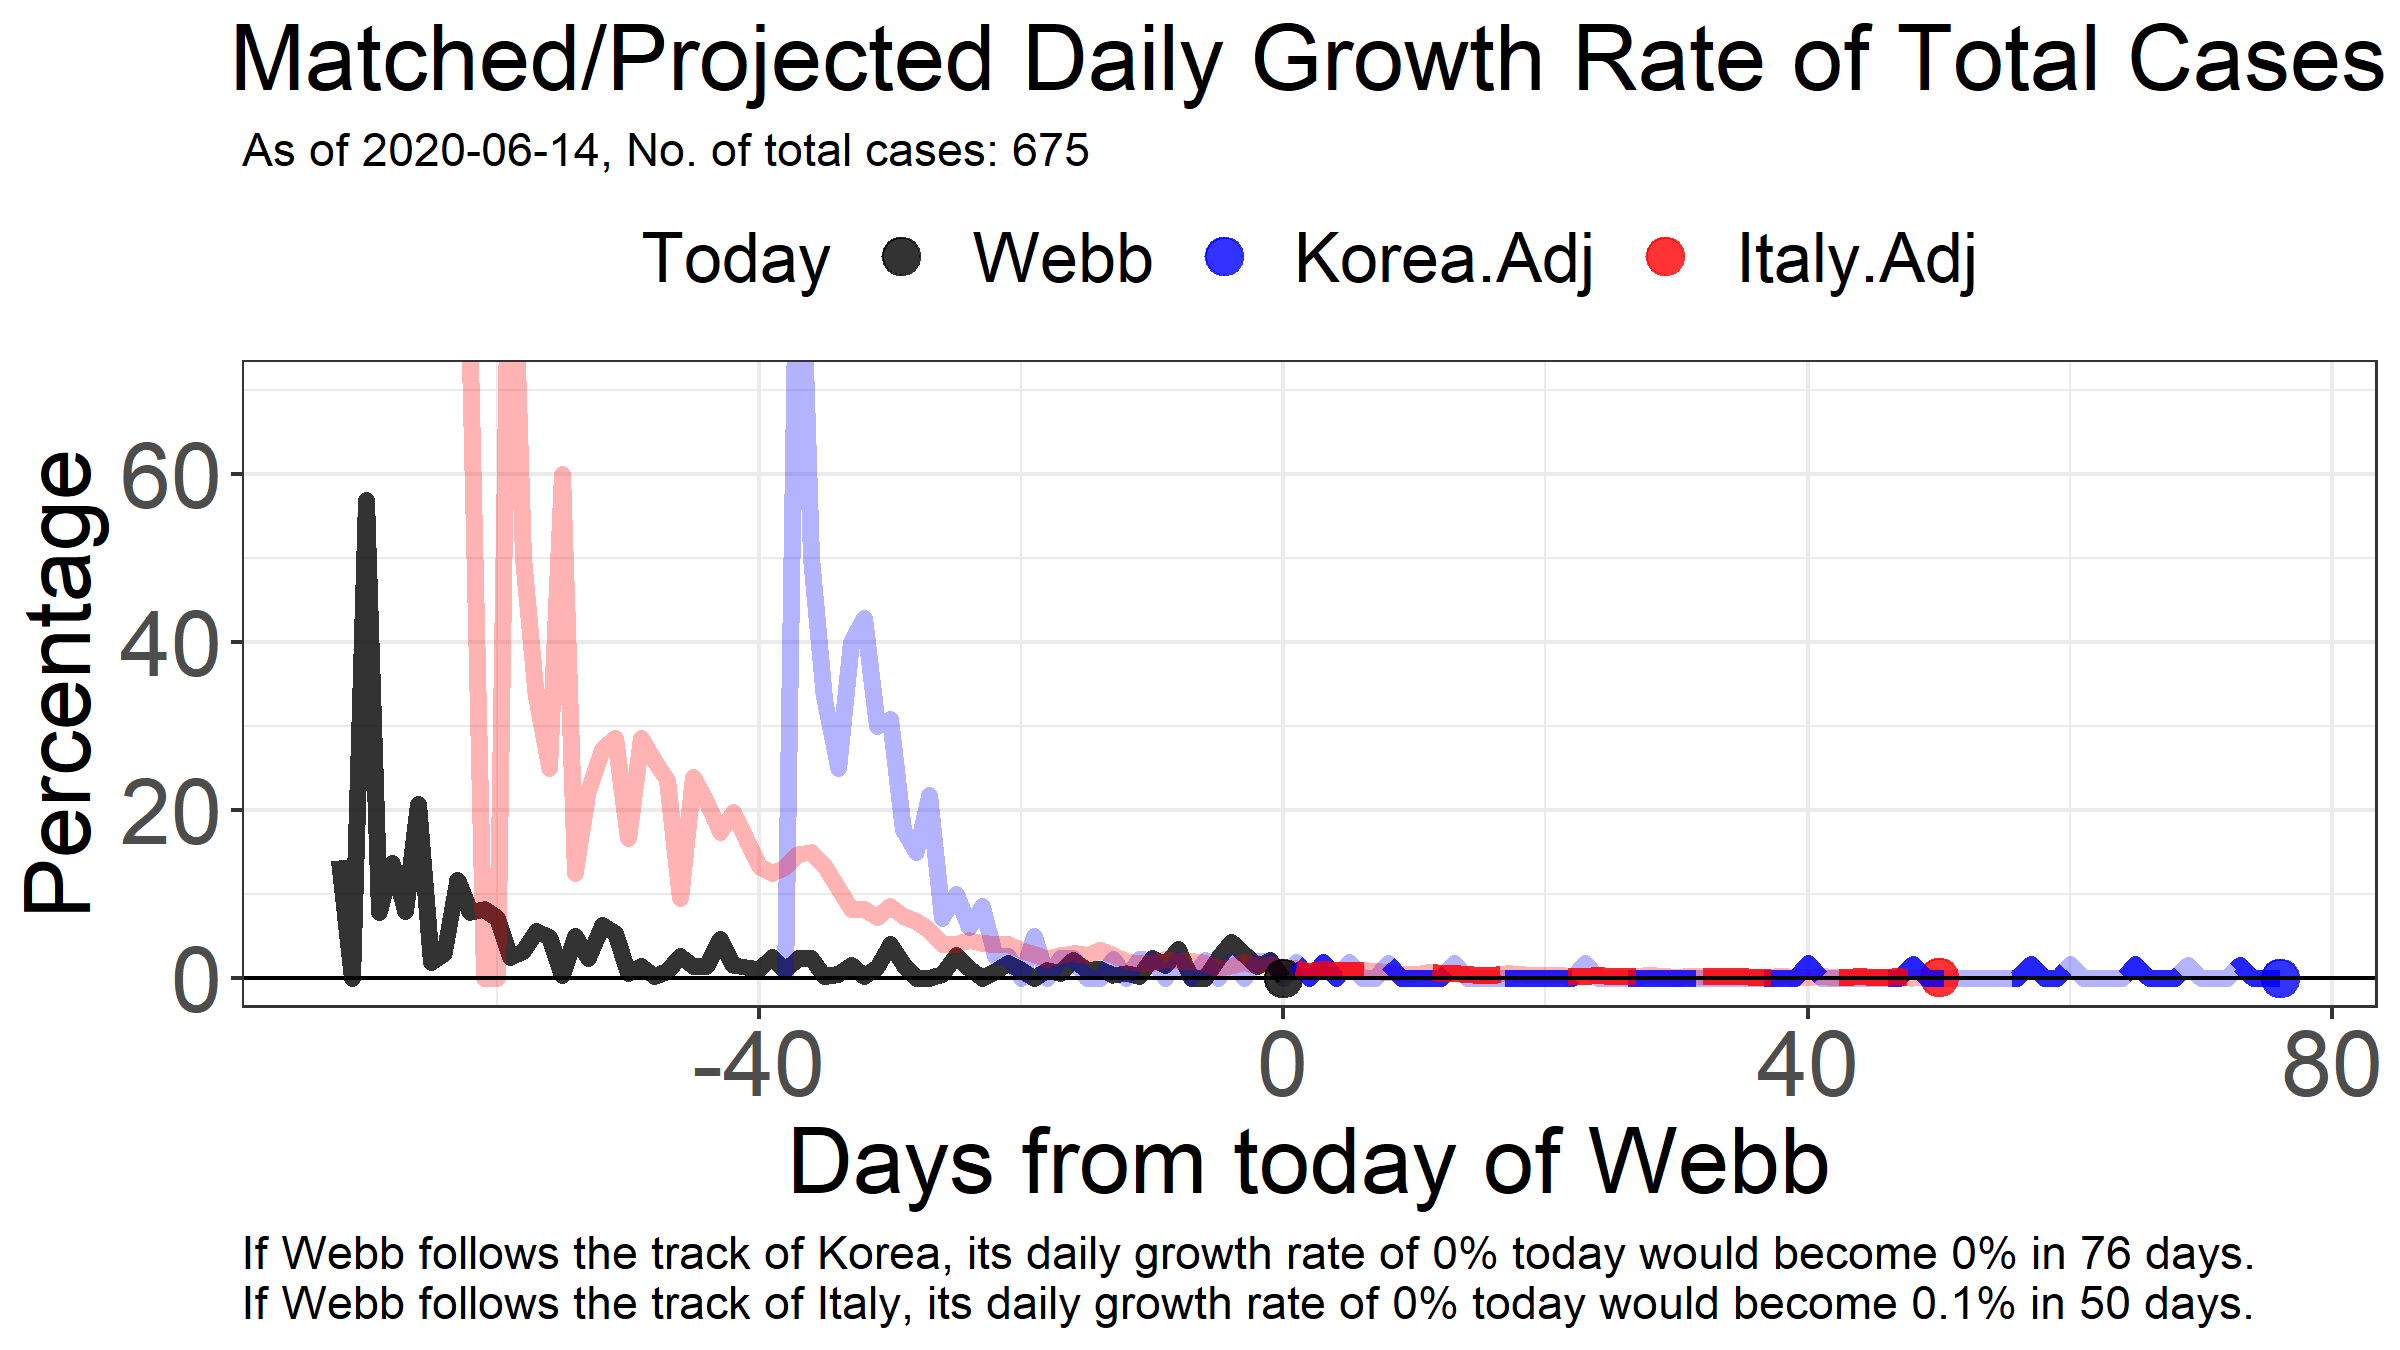 Matched/Projected Daily Growth Rate of Total Cases
As of 2020-06-14, No. of total cases: 675
Today Webb Korea.Adj Italy.Adj
Percentage
60
40
20
0
-40 0 40 80
Days from today of Webb
If Webb follows the track of Korea, its daily growth rate of 0% today would become 0% in 76 days.
If Webb follows the track of Italy, its daily growth rate of 0% today would become 0.1% in 50 days.